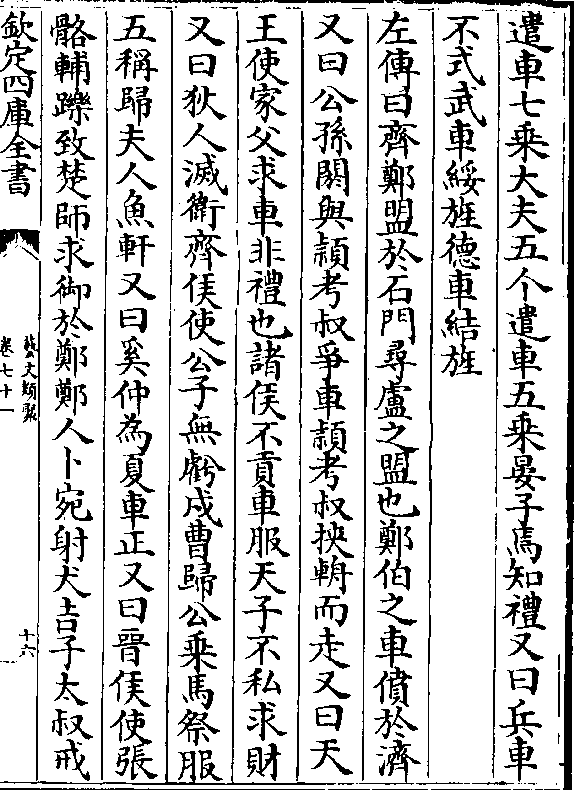 遣車七乘大夫五个遣車五乘晏子焉知禮又曰兵車
不式武車綏旌德車結旌
左傳曰齊鄭盟於石門尋盧之盟也鄭伯之車僨於濟
又曰公孫閼與頴考叔爭車頴考叔挾輈而走又曰天
王使家父求車非禮也諸侯不貢車服天子不私求財
又曰狄人滅衛齊侯使公子無虧戍曹歸公乘馬祭服
五稱歸夫人魚軒又曰奚仲為夏車正又曰晉侯使張
骼輔躒致楚師求御於鄭鄭人卜宛射犬吉子太叔戒
欽定四庫全書
藝文類聚
卷七十一
十六